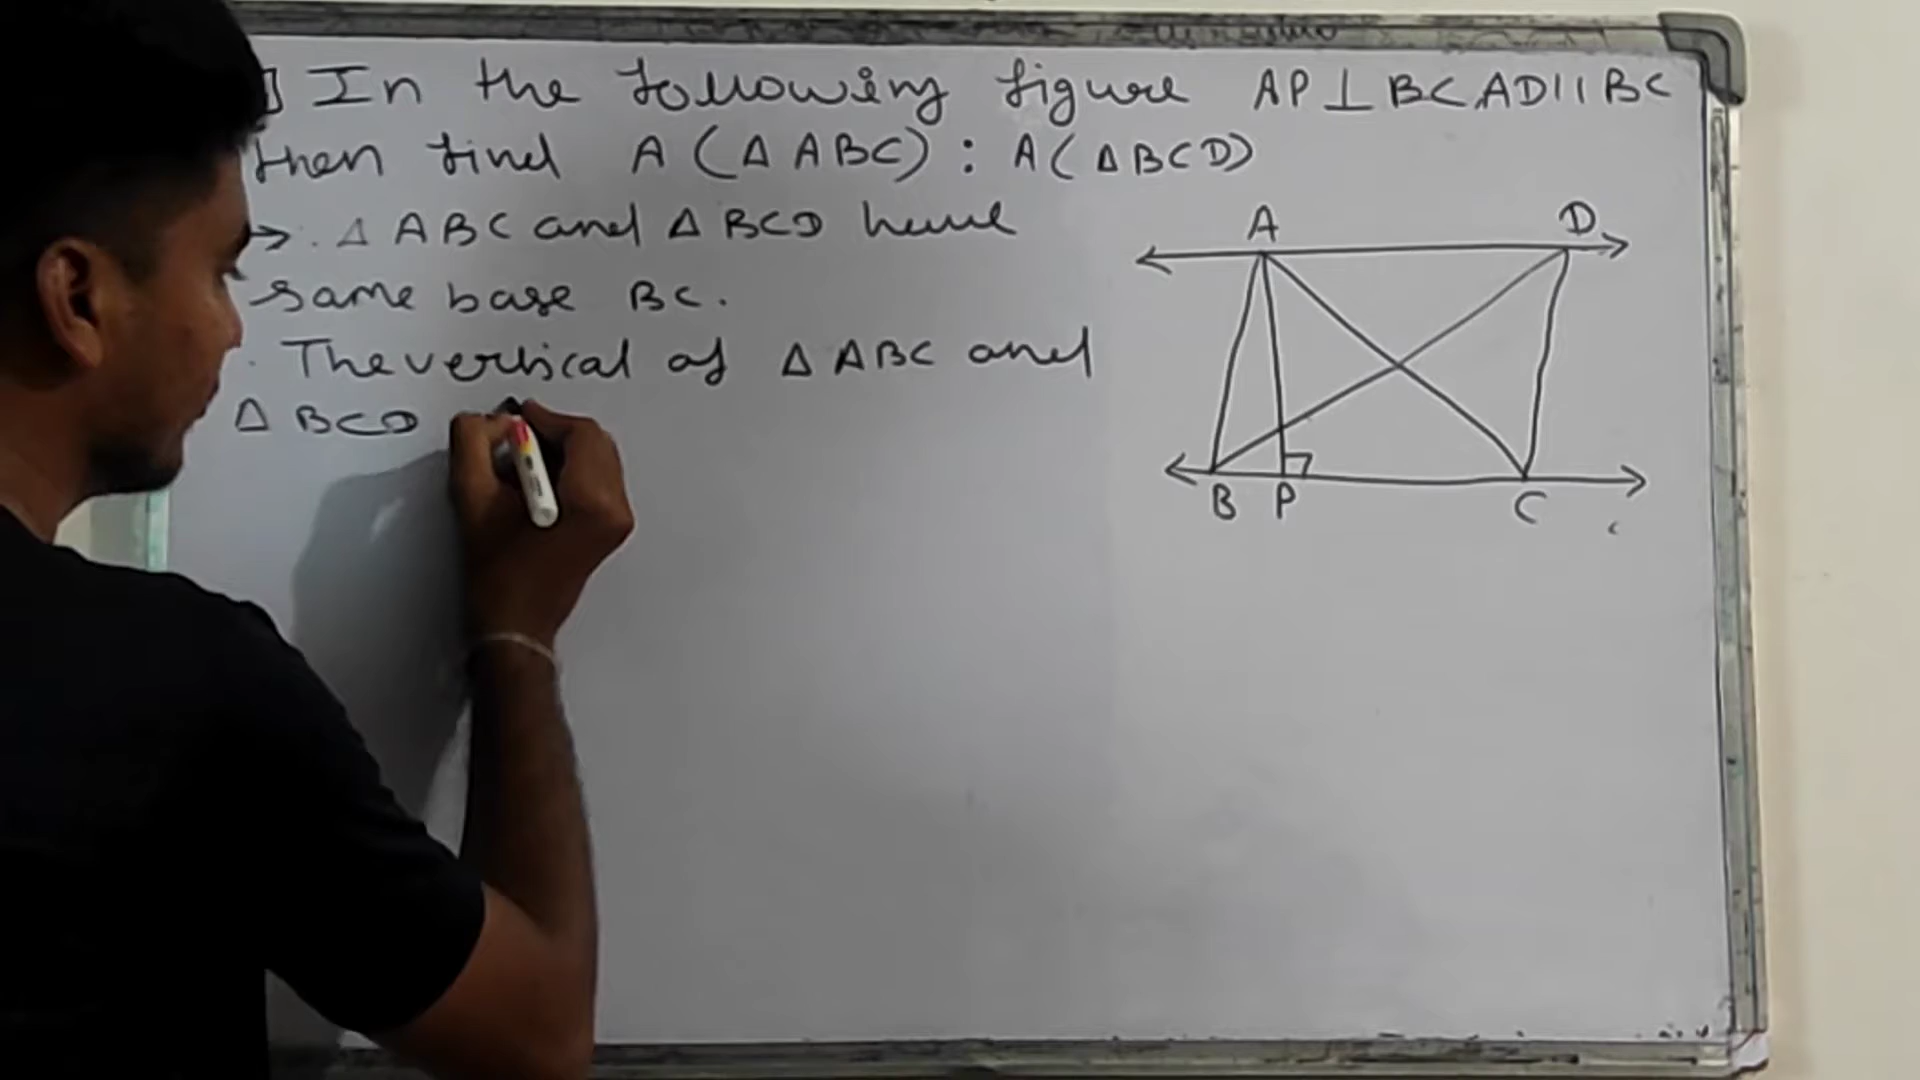 ] In the following figure AP ⊥ BC, AD || BC
then find A ( Δ ABC ) : A ( Δ BCD )
→ . Δ ABC and Δ BCD have
same base BC.
. The vertical of Δ ABC and
Δ BCD
A D
B P C